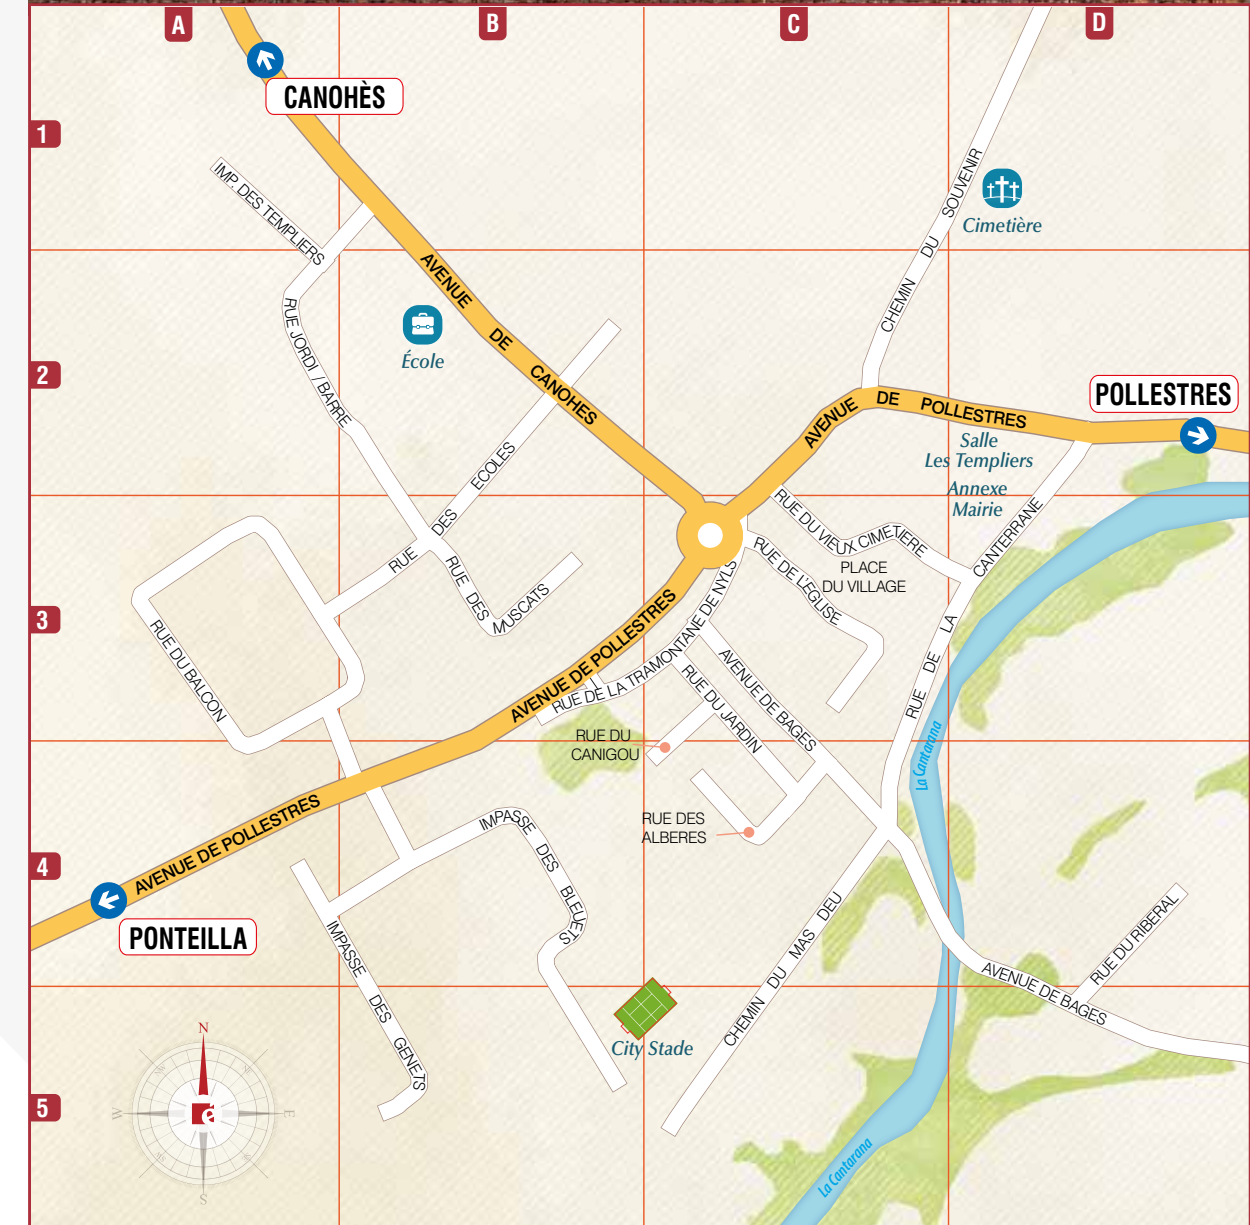 A
B
C
D
1
2
3
4
5
CANOHÈS
IMP. DES TEMPLIERS
AVENUE DE CANOHES
CHEMIN DU SOUVENIR
Cimetière
RUE JORDI / BARRE
École
RUE DES ECOLES
AVENUE DE POLLESTRES
POLLESTRES
Salle
Les Templiers
Annexe
Mairie
RUE DU VIEUX CIMETIERE
PLACE
DU VILLAGE
RUE DE L'EGLISE
RUE DE LA CANTERRANE
RUE DES MUSCATS
RUE DU BALCON
AVENUE DE POLLESTRES
RUE DE LA TRAMONTANE DE NYLS
AVENUE DE BAGES
RUE DU JARDIN
RUE DU
CANIGOU
La Cantarana
RUE DES
ALBERES
AVENUE DE POLLESTRES
PONTEILLA
IMPASSE DES BLEUETS
IMPASSE DES GENETS
CHEMIN DU MAS DEU
RUE DU RIBERAL
AVENUE DE BAGES
City Stade
La Cantarana
N
W
E
S
e